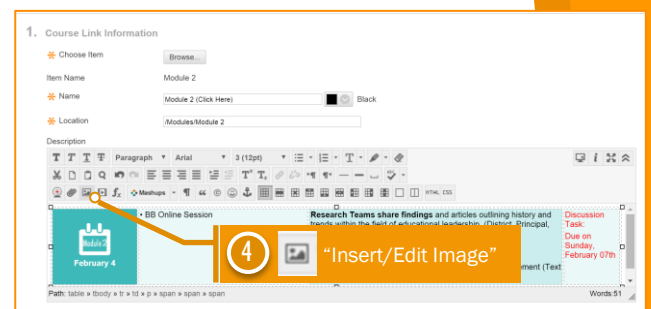 1. Course Link Information
Choose Item
Browse...
Item Name
Module 2
Name
Module 2 (Click Here)
Black
Location
/Modules/Module 2
Description
T T T T Paragraph Arial 3 (12pt) T
T T ¶ ¶
fx Mashups ¶ “ © HTML CSS
Module 2
February 4
• BB Online Session
Research Teams share findings and articles outlining history and
trends within the field of educational leadership. (District, Principal,
ment (Text
Discussion
Task:
Due on
Sunday,
February 07th
4 “Insert/Edit Image”
Path: table » tbody » tr » td » p » span » span » span
Words:51